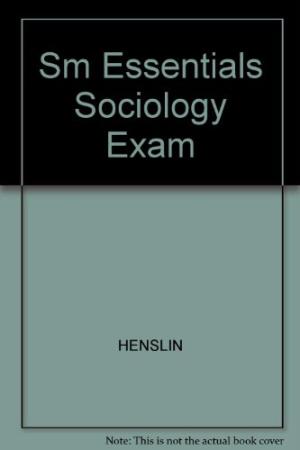 Sm Essentials
Sociology
Exam
HENSLIN
Note: This is not the actual book cover